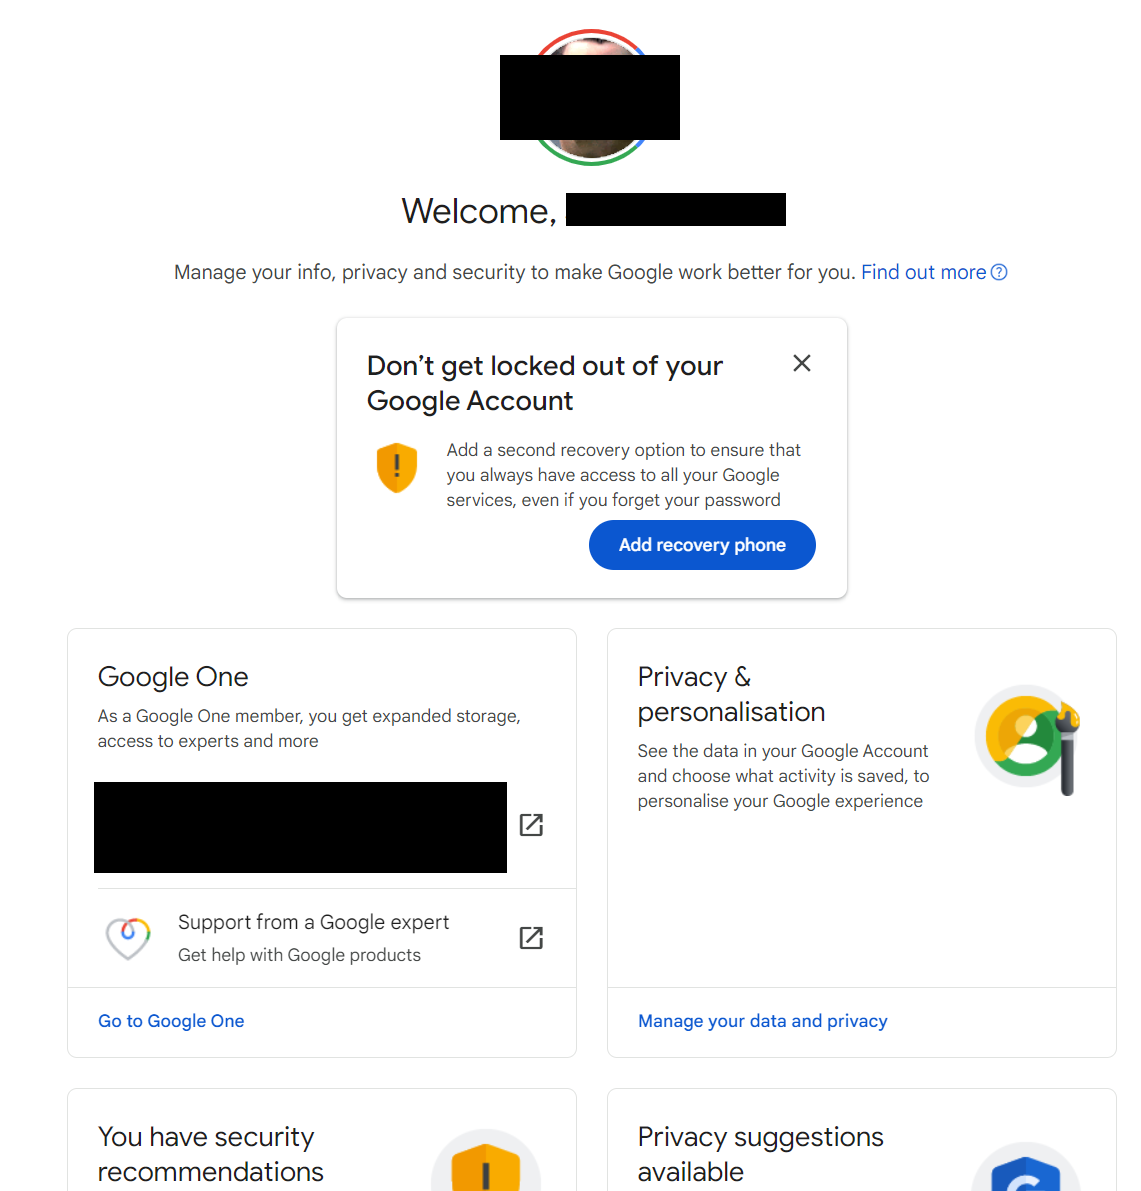 Welcome,
Manage your info, privacy and security to make Google work better for you. Find out more
Don’t get locked out of your
Google Account
Add a second recovery option to ensure that
you always have access to all your Google
services, even if you forget your password
Add recovery phone
Google One
As a Google One member, you get expanded storage,
access to experts and more
Support from a Google expert
Get help with Google products
Go to Google One
Privacy &
personalisation
See the data in your Google Account
and choose what activity is saved, to
personalise your Google experience
Manage your data and privacy
You have security
recommendations
Privacy suggestions
available